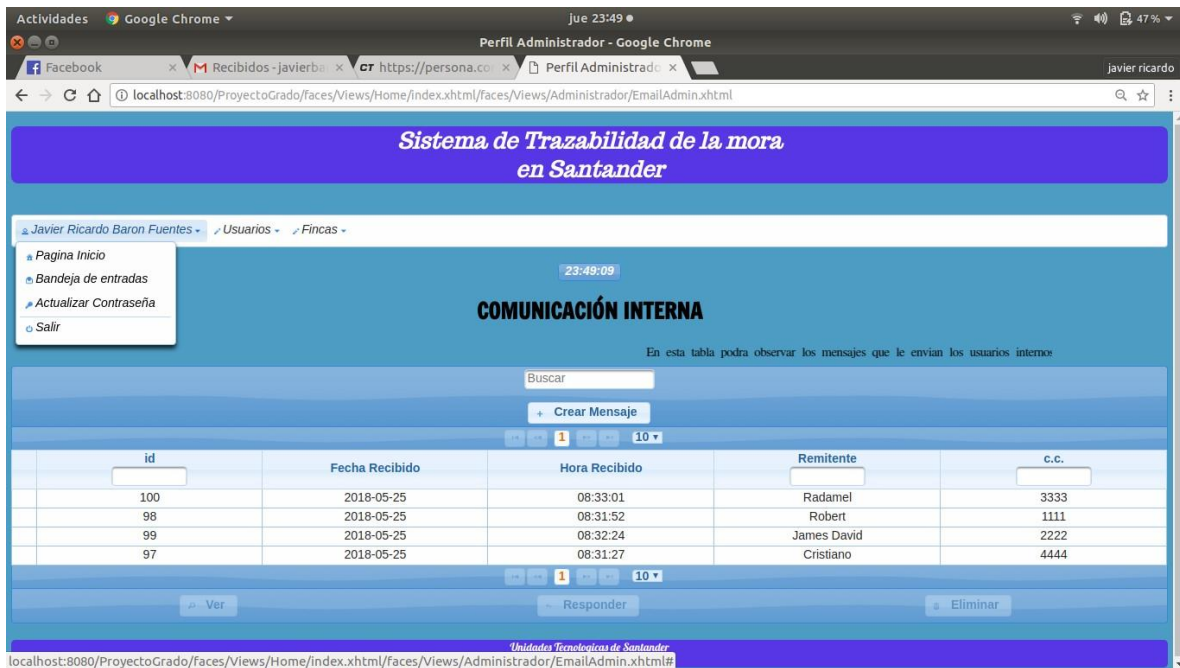 Actividades Google Chrome jue 23:49 47 %
Perfil Administrador - Google Chrome
Facebook Recibidos - javierba CT https://persona.co Perfil Administrado javier ricardo
localhost:8080/ProyectoGrado/faces/Views/Home/index.xhtml/faces/Views/Administrador/EmailAdmin.xhtml
Sistema de Trazabilidad de la mora
en Santander
Javier Ricardo Baron Fuentes Usuarios Fincas
Pagina Inicio
Bandeja de entradas
Actualizar Contraseña
Salir
23:49:09
COMUNICACIÓN INTERNA
En esta tabla podra observar los mensajes que le envian los usuarios internos
Buscar
+ Crear Mensaje
1 10
id Fecha Recibido Hora Recibido Remitente c.c.
100 2018-05-25 08:33:01 Radamel 3333
98 2018-05-25 08:31:52 Robert 1111
99 2018-05-25 08:32:24 James David 2222
97 2018-05-25 08:31:27 Cristiano 4444
1 10
Ver Responder Eliminar
Unidades Tecnologicas de Santander
localhost:8080/ProyectoGrado/faces/Views/Home/index.xhtml/faces/Views/Administrador/EmailAdmin.xhtml#